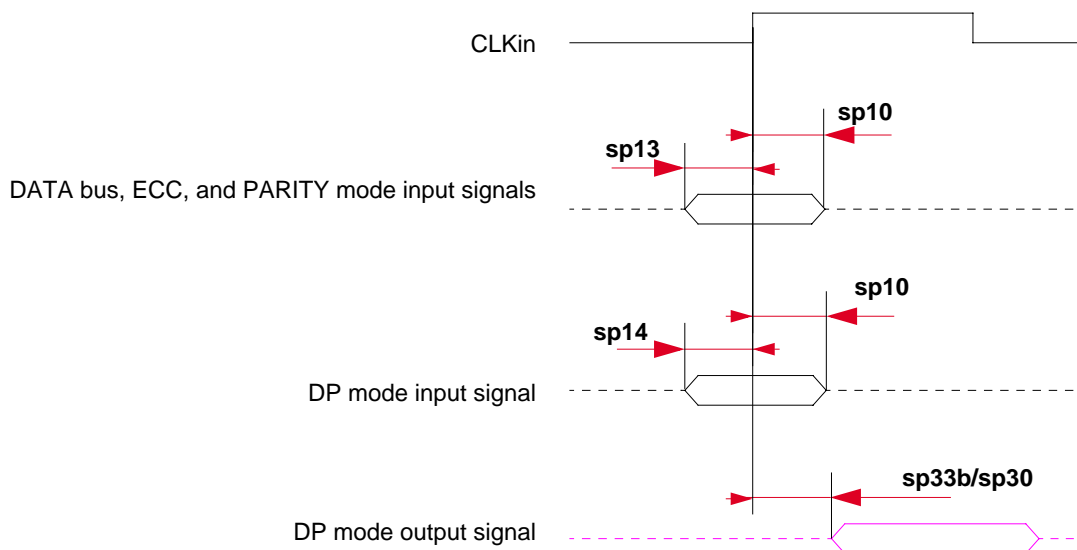 CLKin
sp10
sp13
DATA bus, ECC, and PARITY mode input signals
sp10
sp14
DP mode input signal
sp33b/sp30
DP mode output signal